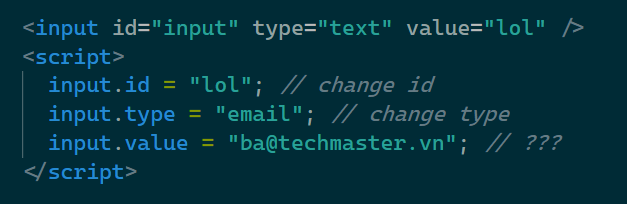 <input id="input" type="text" value="lol" />
<script>
input.id = "lol"; // change id
input.type = "email"; // change type
input.value = "ba@techmaster.vn"; // ???
</script>